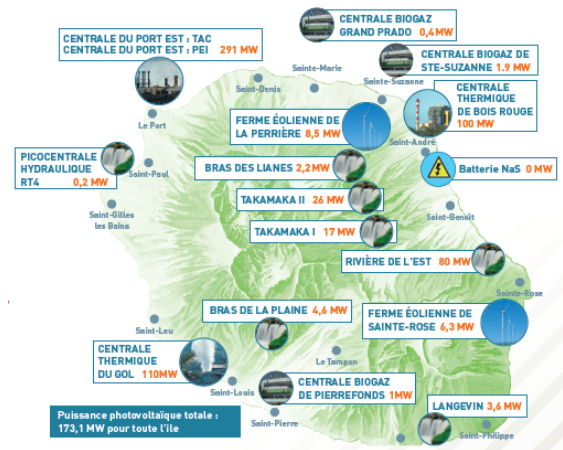 CENTRALE BIOGAZ
GRAND PRADO 0,4MW
CENTRALE DU PORT EST : TAC
CENTRALE DU PORT EST : PEI 291 MW
CENTRALE BIOGAZ DE
STE-SUZANNE 1.9 MW
Sainte-Marie
Sainte-Suzanne
Saint-Denis
CENTRALE
THERMIQUE
DE BOIS ROUGE
100 MW
Le Port
FERME ÉOLIENNE DE
LA PERRIÈRE 8,5 MW
Saint-André
PICOCENTRALE
HYDRAULIQUE
RT4 0,2 MW
Saint-Paul
BRAS DES LIANES 2,2MW
Batterie NaS 0 MW
TAKAMAKA II 26 MW
Saint-Gilles
les Bains
Saint-Benoît
TAKAMAKA I 17 MW
RIVIÈRE DE L'EST 80 MW
Sainte-Rose
BRAS DE LA PLAINE 4,6 MW
FERME ÉOLIENNE DE
SAINTE-ROSE 6,3 MW
Saint-Leu
CENTRALE
THERMIQUE
DU GOL 110MW
Le Tampon
Saint-Louis
CENTRALE BIOGAZ
DE PIERREFONDS 1MW
Puissance photovoltaïque totale :
173,1 MW pour toute l'ile
Saint-Pierre
LANGEVIN 3,6 MW
Saint-Philippe